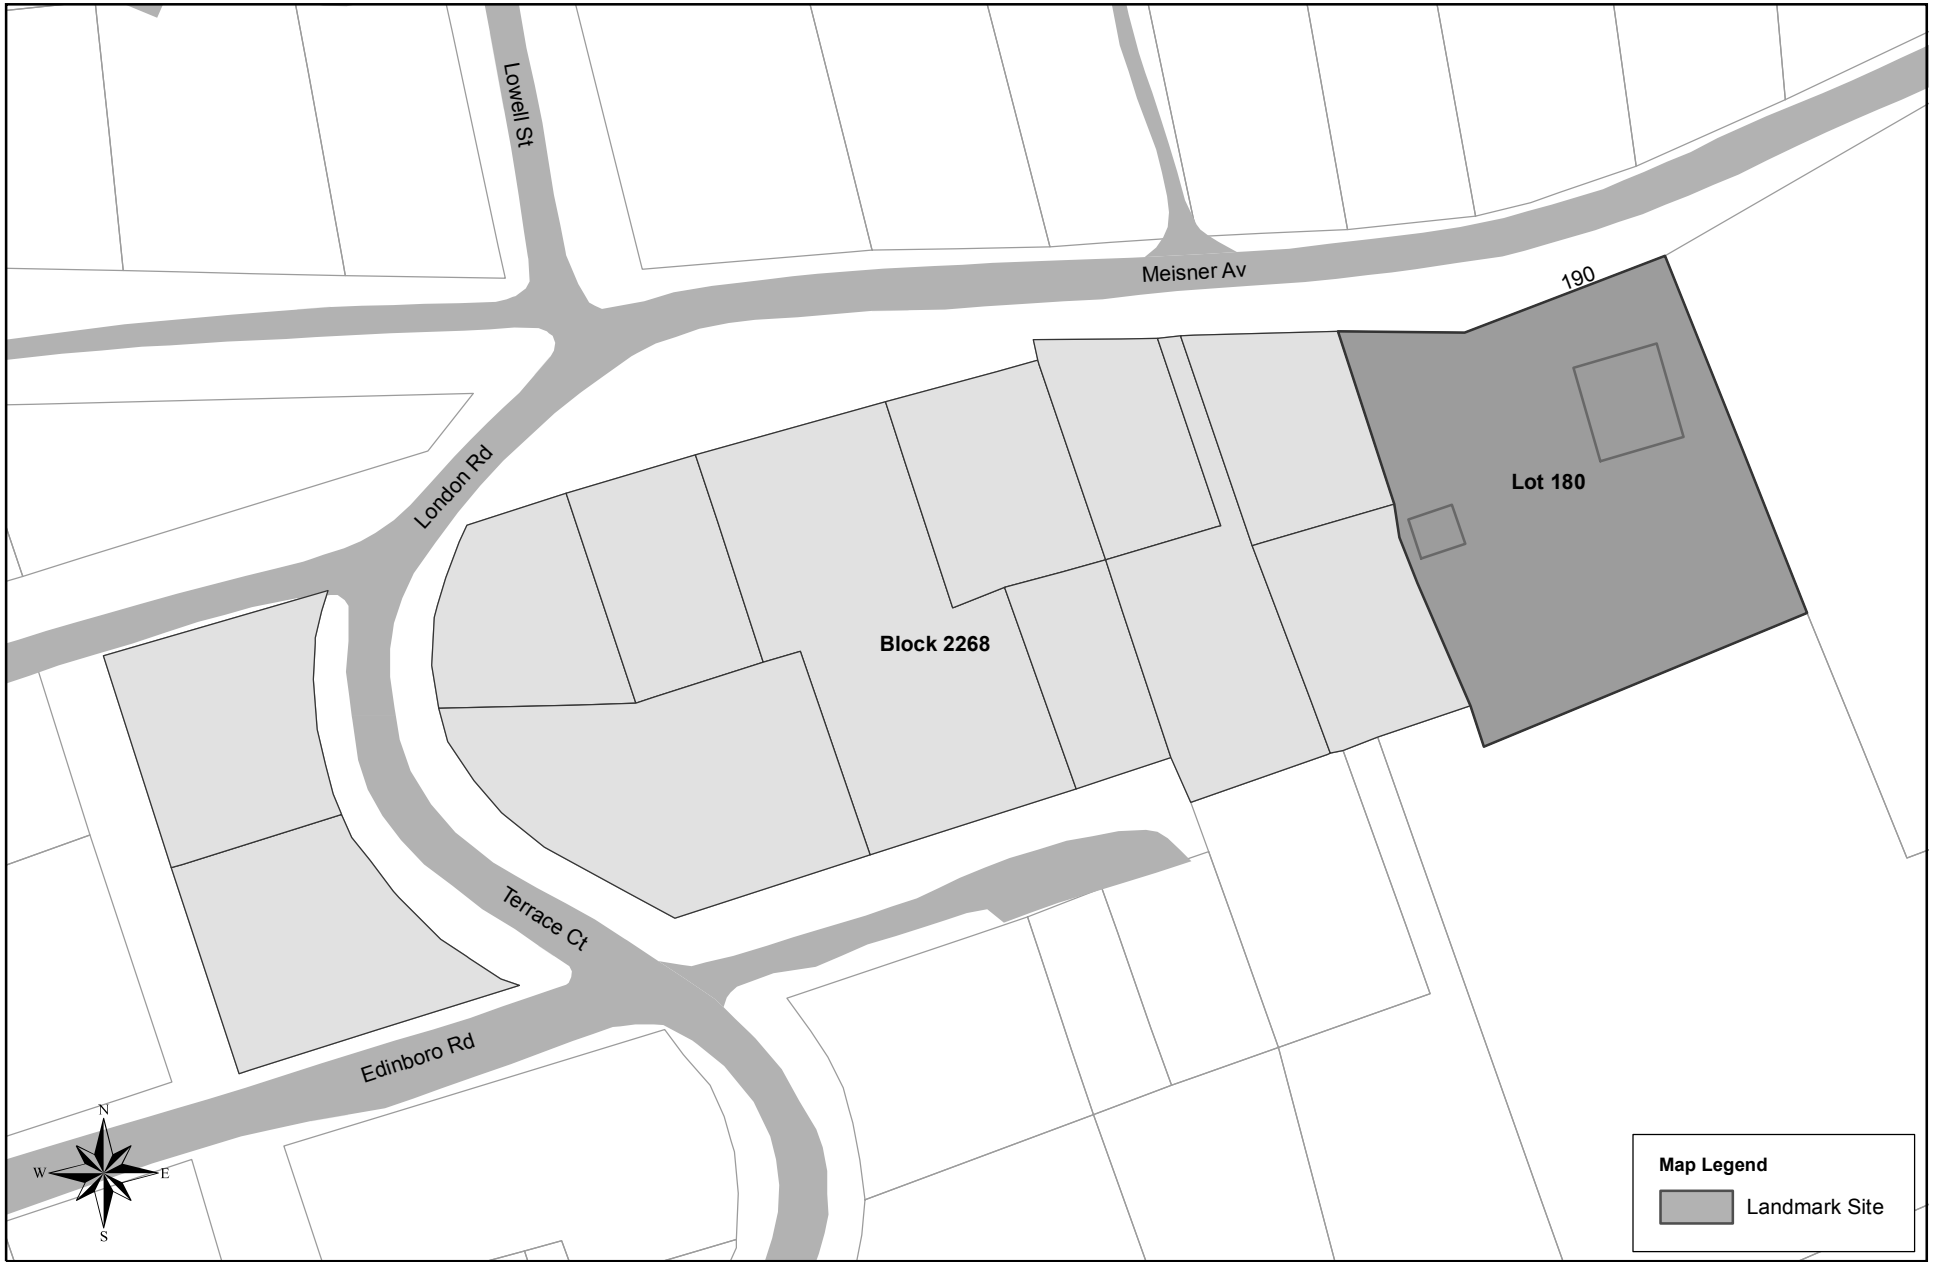 Lowell St
Meisner Av
190
London Rd
Lot 180
Block 2268
Terrace Ct
Edinboro Rd
N
W
E
S
Map Legend
Landmark Site